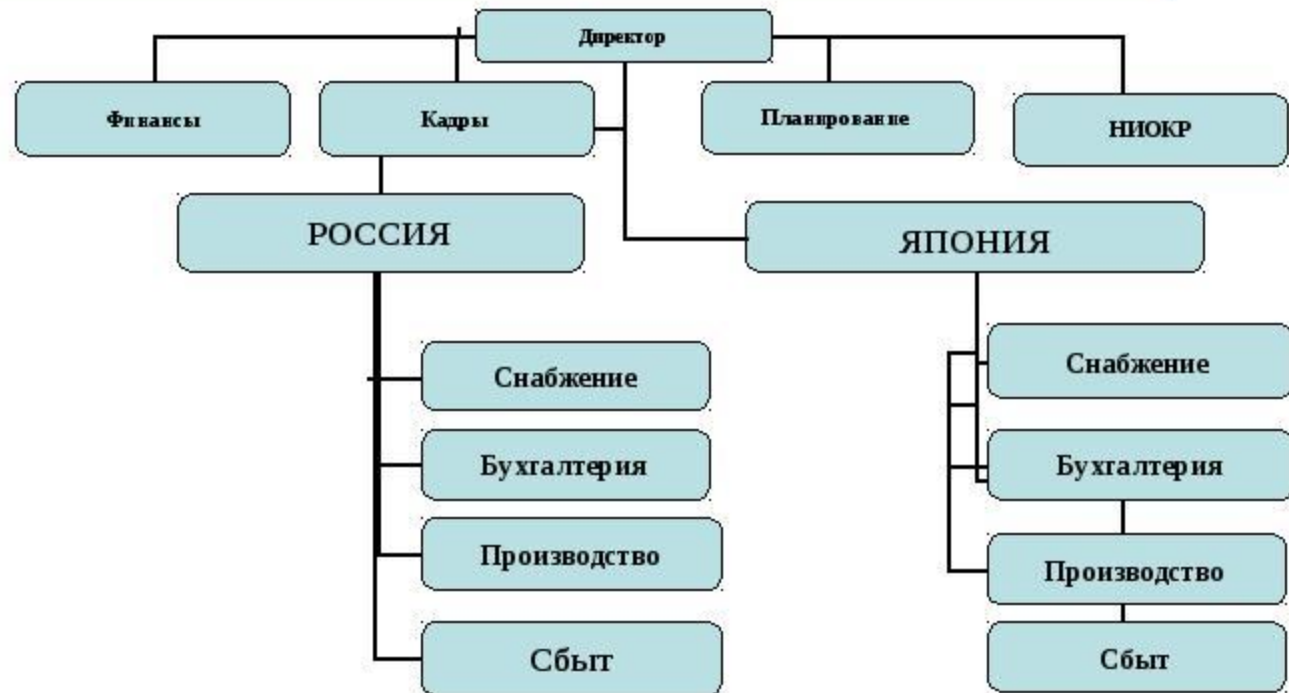 Директор
Финансы
Кадры
Планирование
НИОКР
РОССИЯ
ЯПОНИЯ
Снабжение
Бухгалтерия
Производство
Сбыт
Снабжение
Бухгалтерия
Производство
Сбыт